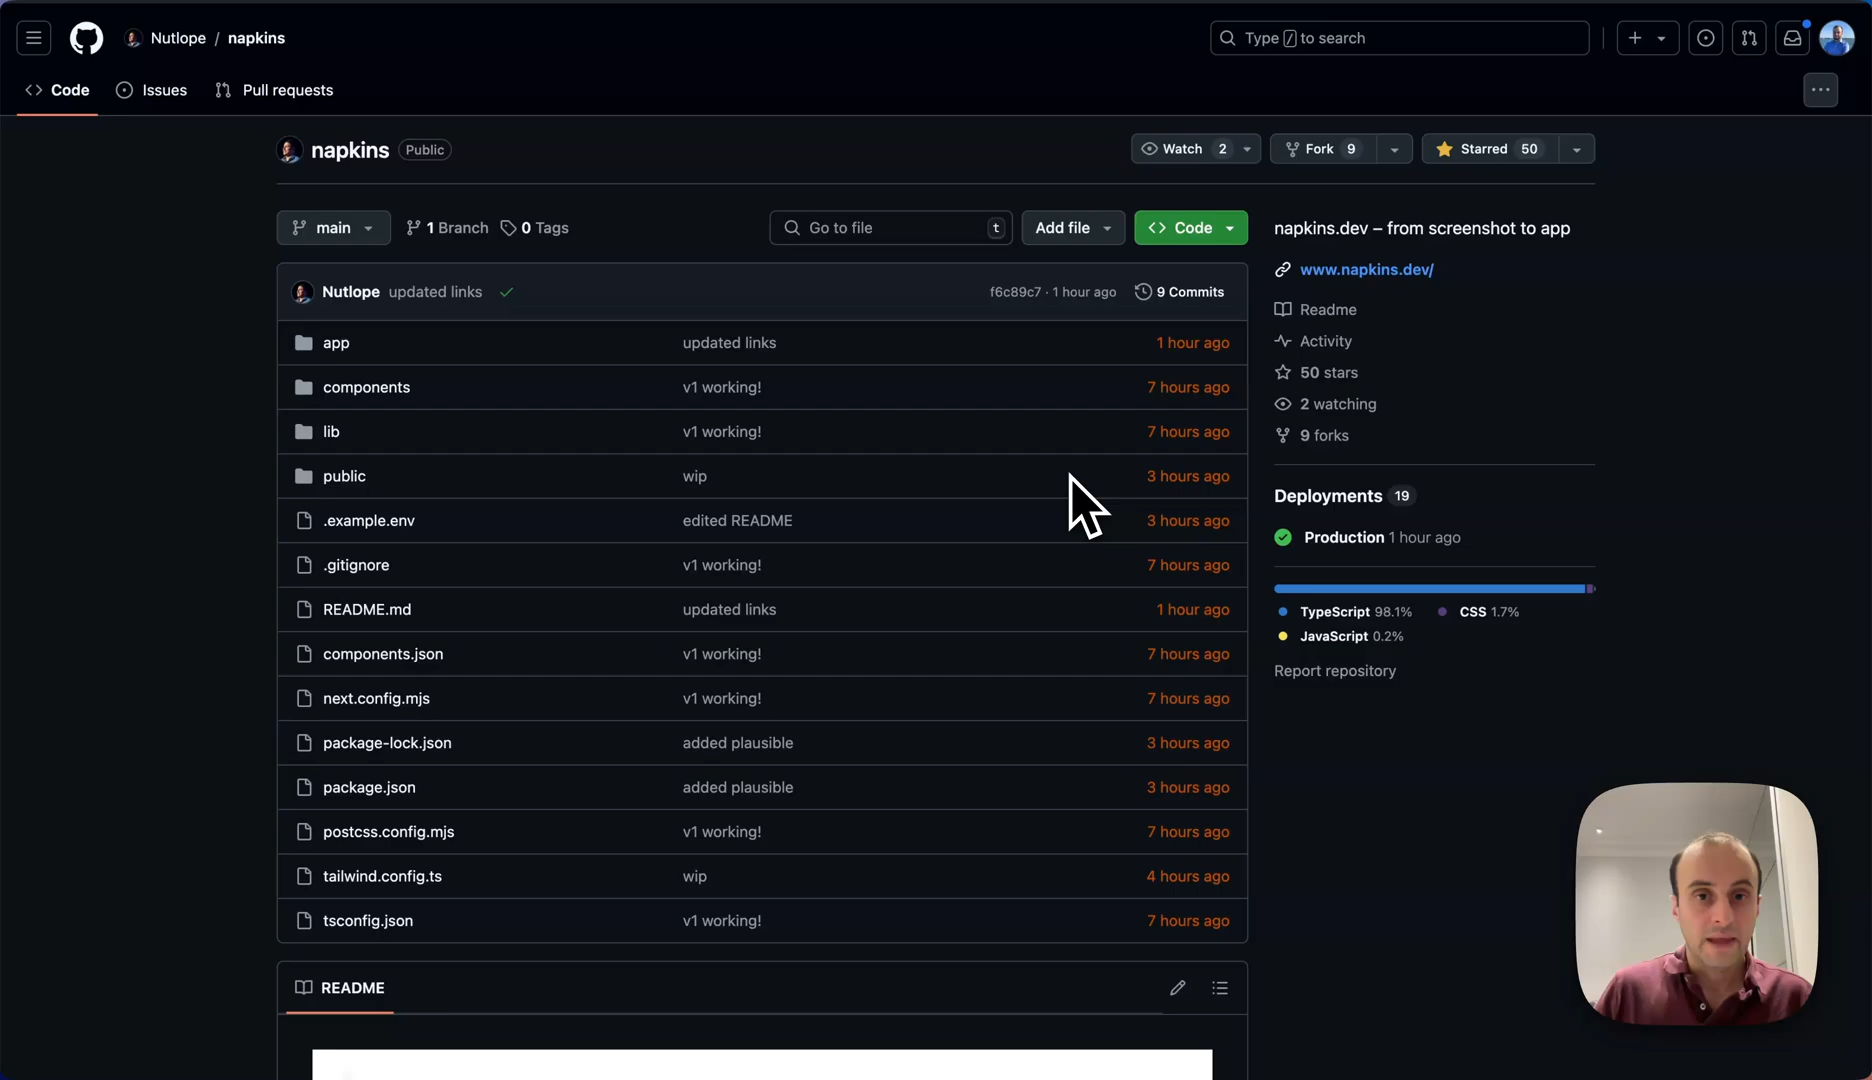 Nutlope / napkins
Type / to search
Code
Issues
Pull requests
napkins Public
Watch 2
Fork 9
Starred 50
main
1 Branch
0 Tags
Go to file t
Add file
Code
Nutlope updated links f6c89c7 · 1 hour ago 9 Commits
app updated links 1 hour ago
components v1 working! 7 hours ago
lib v1 working! 7 hours ago
public wip 3 hours ago
.example.env edited README 3 hours ago
.gitignore v1 working! 7 hours ago
README.md updated links 1 hour ago
components.json v1 working! 7 hours ago
next.config.mjs v1 working! 7 hours ago
package-lock.json added plausible 3 hours ago
package.json added plausible 3 hours ago
postcss.config.mjs v1 working! 7 hours ago
tailwind.config.ts wip 4 hours ago
tsconfig.json v1 working! 7 hours ago
README
napkins.dev – from screenshot to app
www.napkins.dev/
Readme
Activity
50 stars
2 watching
9 forks
Deployments 19
Production 1 hour ago
TypeScript 98.1% CSS 1.7%
JavaScript 0.2%
Report repository